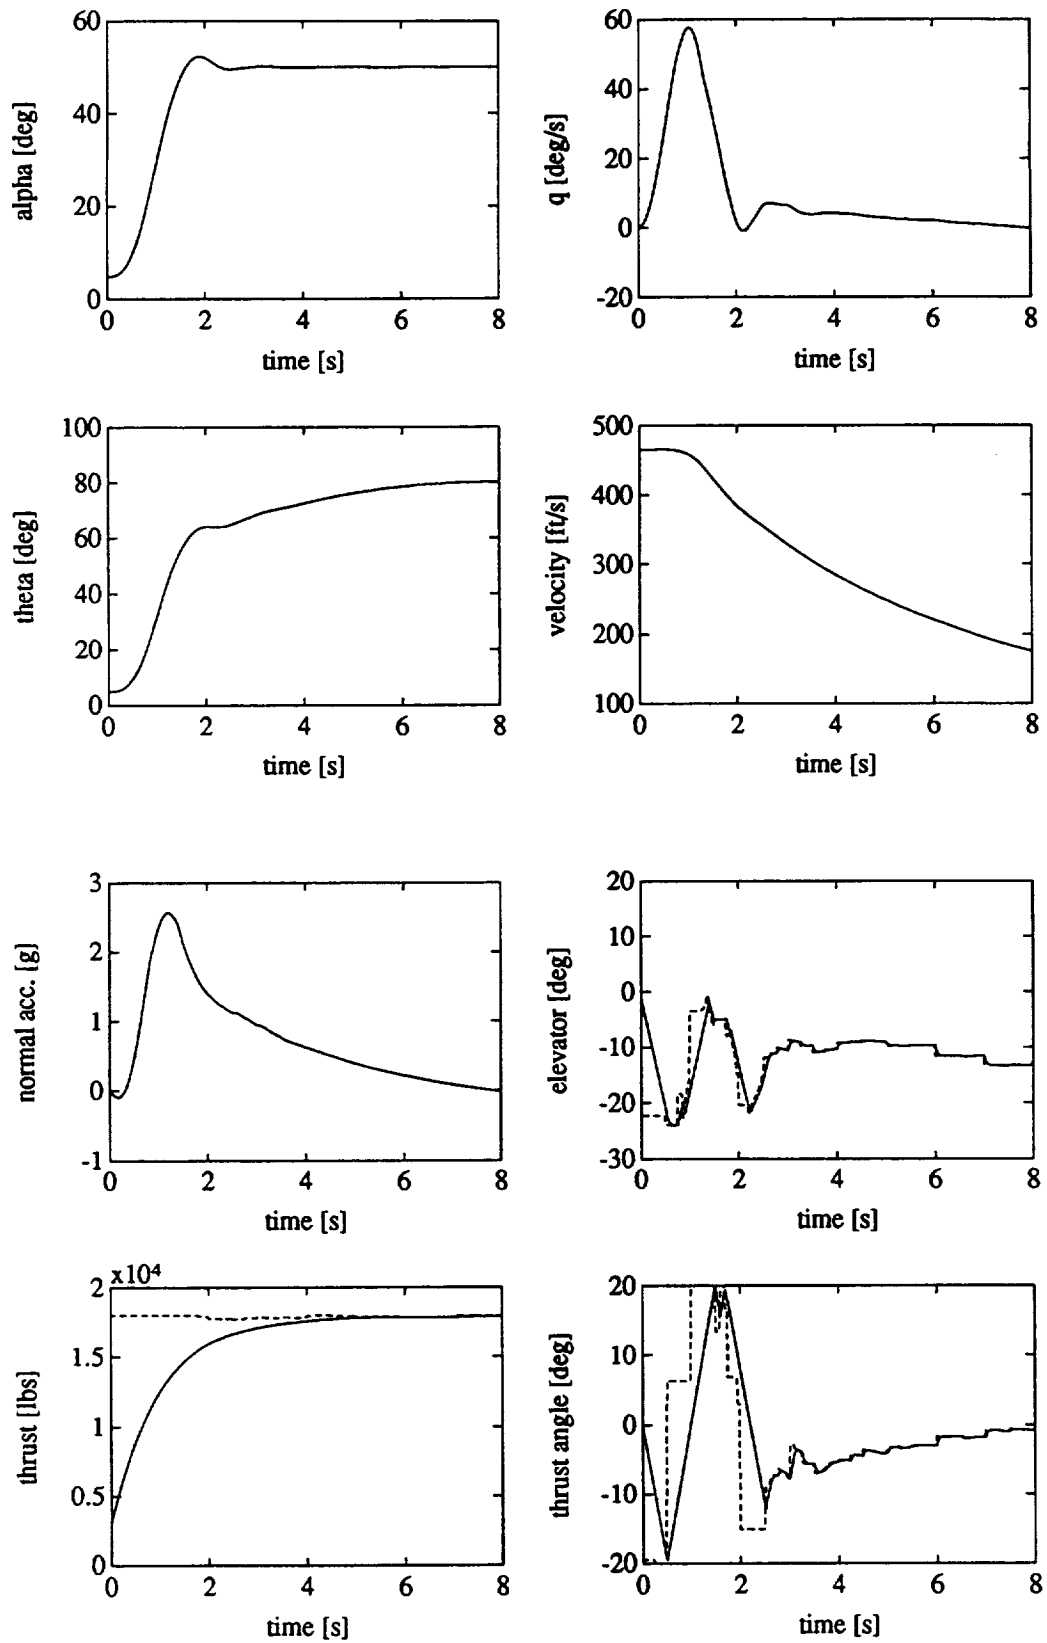 60
40
20
0
alpha [deg]
0 2 4 6 8
time [s]
60
40
20
0
-20
q [deg/s]
0 2 4 6 8
time [s]
100
80
60
40
20
0
theta [deg]
0 2 4 6 8
time [s]
500
400
300
200
100
velocity [ft/s]
0 2 4 6 8
time [s]
3
2
1
0
-1
normal acc. [g]
0 2 4 6 8
time [s]
20
10
0
-10
-20
-30
elevator [deg]
0 2 4 6 8
time [s]
x10⁴
2
1.5
1
0.5
0
thrust [lbs]
0 2 4 6 8
time [s]
20
10
0
-10
-20
thrust angle [deg]
0 2 4 6 8
time [s]